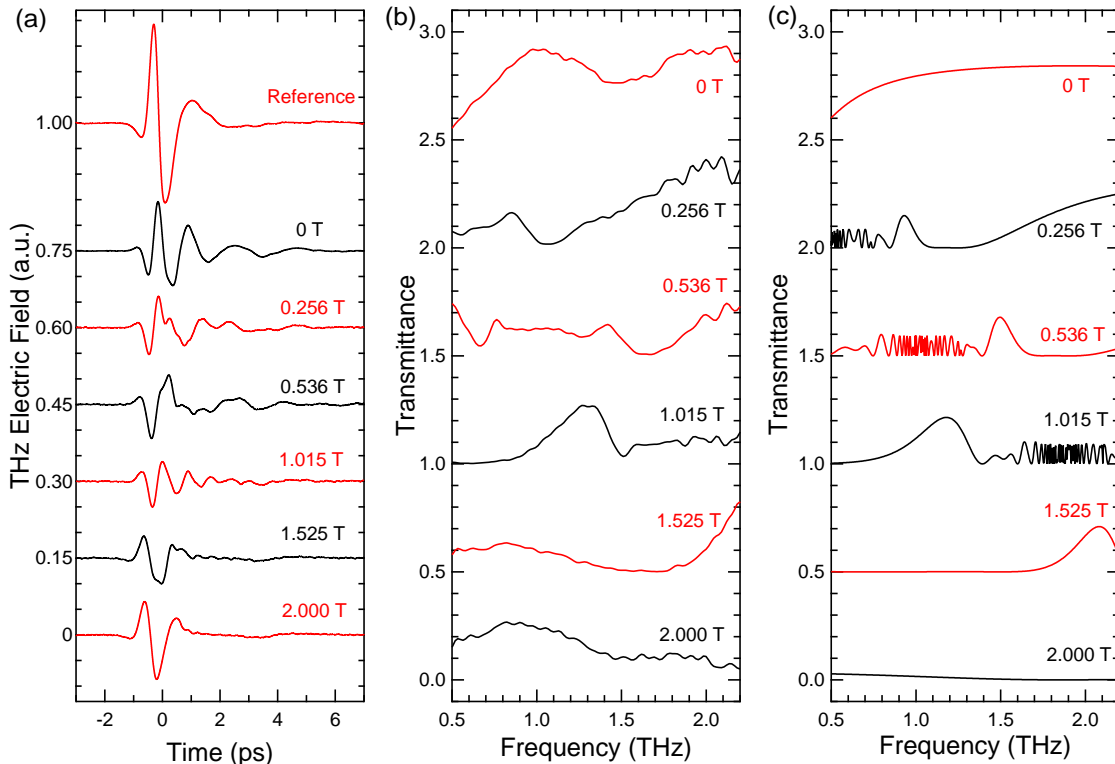 (a)
THz Electric Field (a.u.)
1.00
0.75
0.60
0.45
0.30
0.15
0
Reference
0 T
0.256 T
0.536 T
1.015 T
1.525 T
2.000 T
-2
0
2
4
6
Time (ps)
(b)
Transmittance
3.0
2.5
2.0
1.5
1.0
0.5
0.0
0 T
0.256 T
0.536 T
1.015 T
1.525 T
2.000 T
0.5
1.0
1.5
2.0
Frequency (THz)
(c)
Transmittance
3.0
2.5
2.0
1.5
1.0
0.5
0.0
0 T
0.256 T
0.536 T
1.015 T
1.525 T
2.000 T
0.5
1.0
1.5
2.0
Frequency (THz)